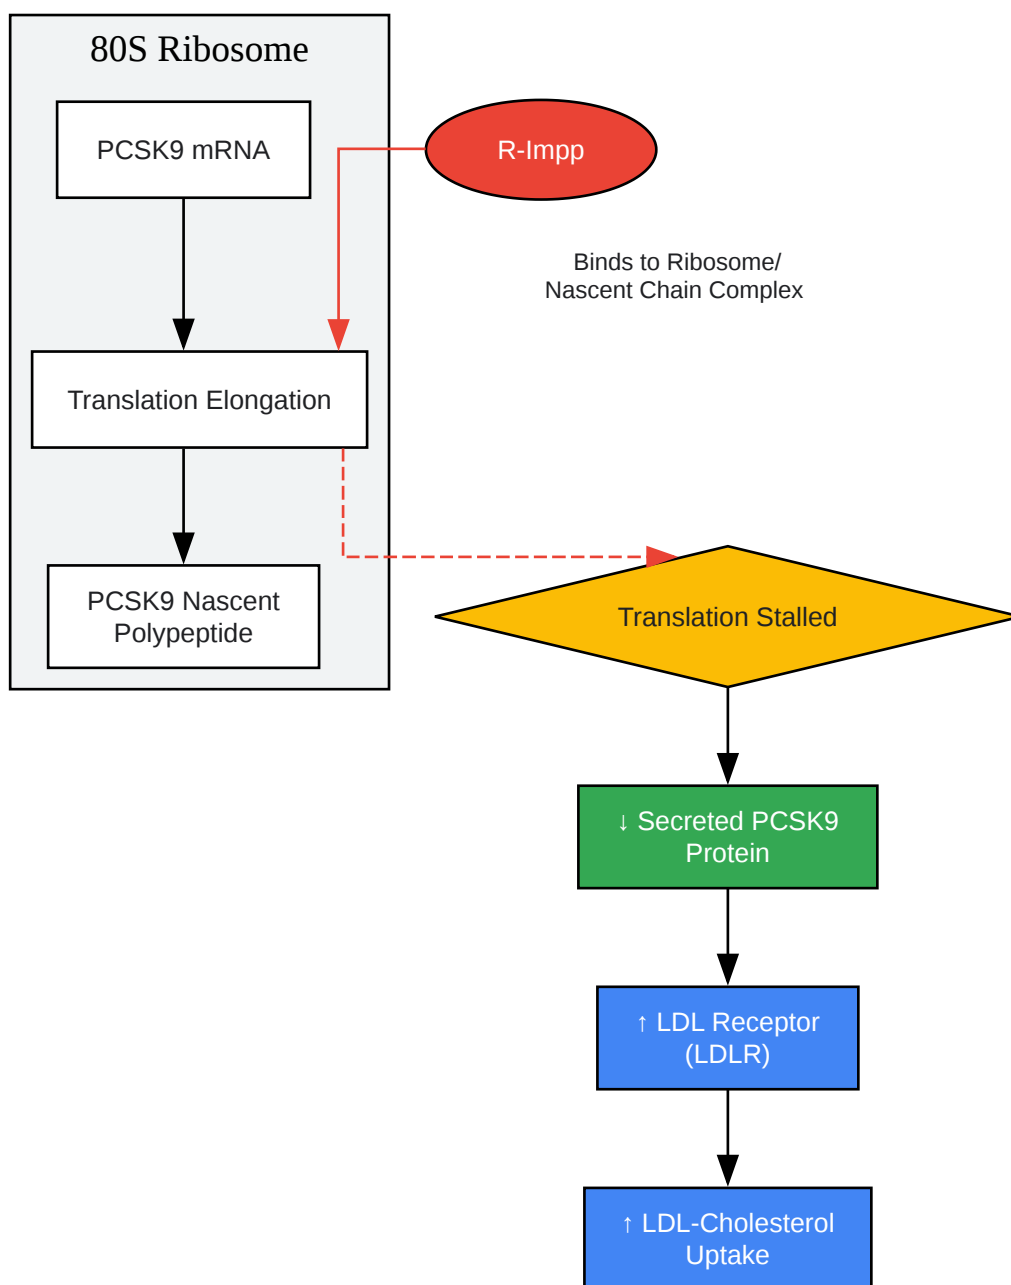 80S Ribosome
PCSK9 mRNA
R-Impp
Binds to Ribosome/
Nascent Chain Complex
Translation Elongation
PCSK9 Nascent
Polypeptide
Translation Stalled
↓ Secreted PCSK9
Protein
↑ LDL Receptor
(LDLR)
↑ LDL-Cholesterol
Uptake